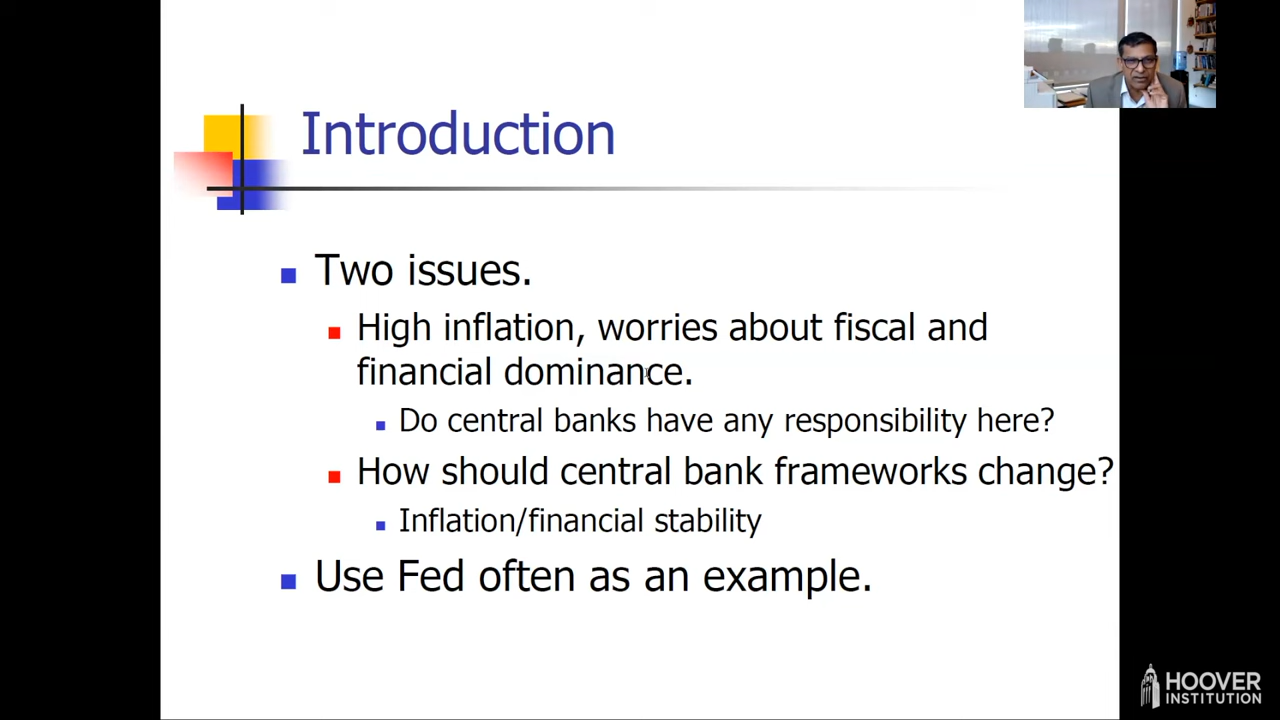 Introduction
Two issues.
High inflation, worries about fiscal and
financial dominance.
Do central banks have any responsibility here?
How should central bank frameworks change?
Inflation/financial stability
Use Fed often as an example.
HOOVER
INSTITUTION